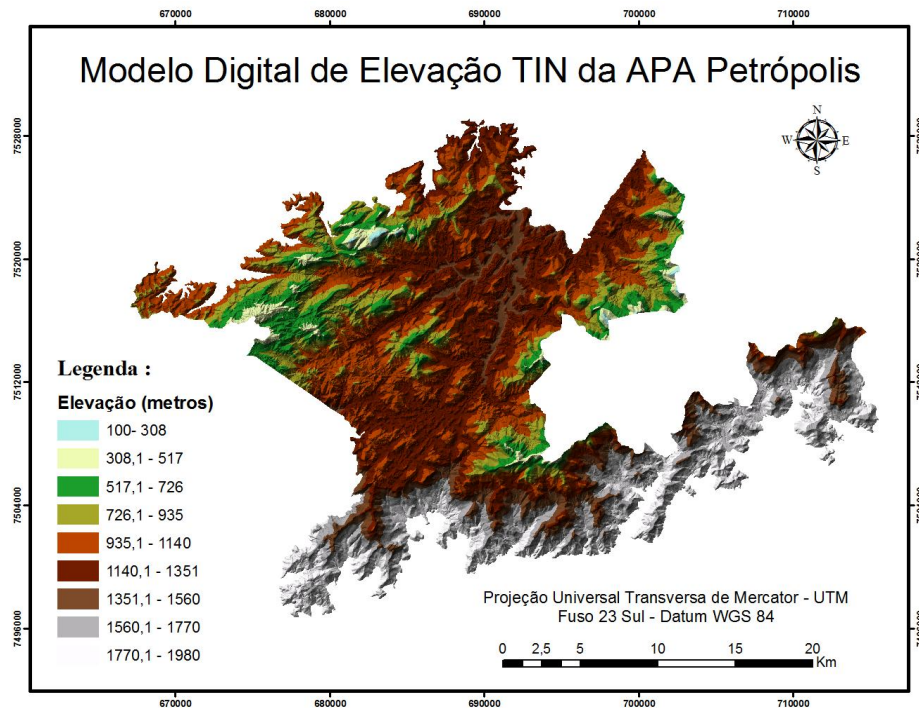 670000 680000 690000 700000 710000
Modelo Digital de Elevação TIN da APA Petrópolis
N
W E
S
7528000
7520000
7512000
7504000
7496000
Legenda :
Elevação (metros)
100- 308
308,1 - 517
517,1 - 726
726,1 - 935
935,1 - 1140
1140,1 - 1351
1351,1 - 1560
1560,1 - 1770
1770,1 - 1980
Projeção Universal Transversa de Mercator - UTM
Fuso 23 Sul - Datum WGS 84
0 2,5 5 10 15 20
Km
670000 680000 690000 700000 710000